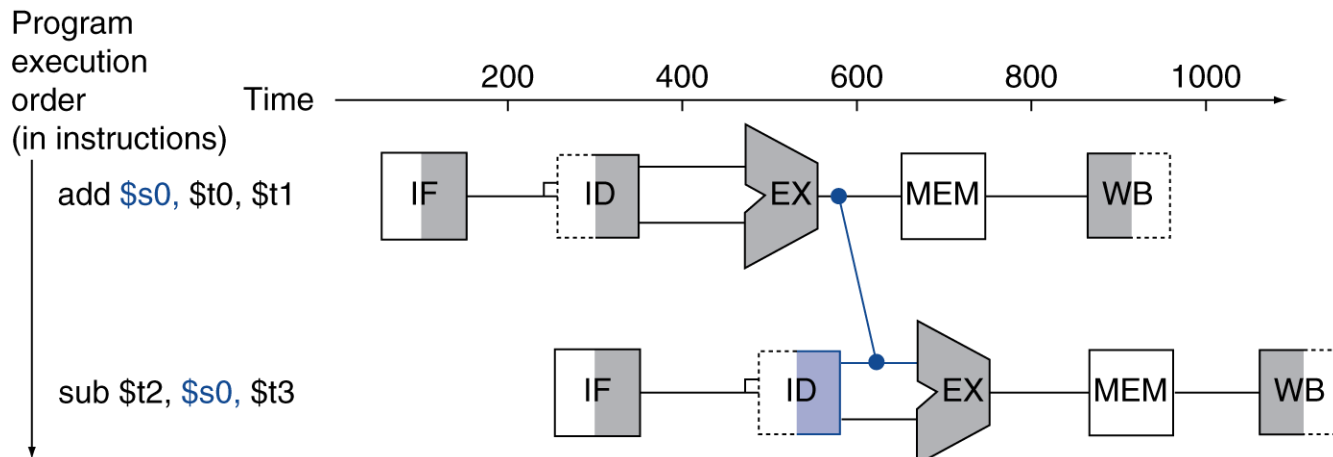 Program
execution
order
(in instructions)
Time
200 400 600 800 1000
add $s0, $t0, $t1
IF ID EX MEM WB
sub $t2, $s0, $t3
IF ID EX MEM WB